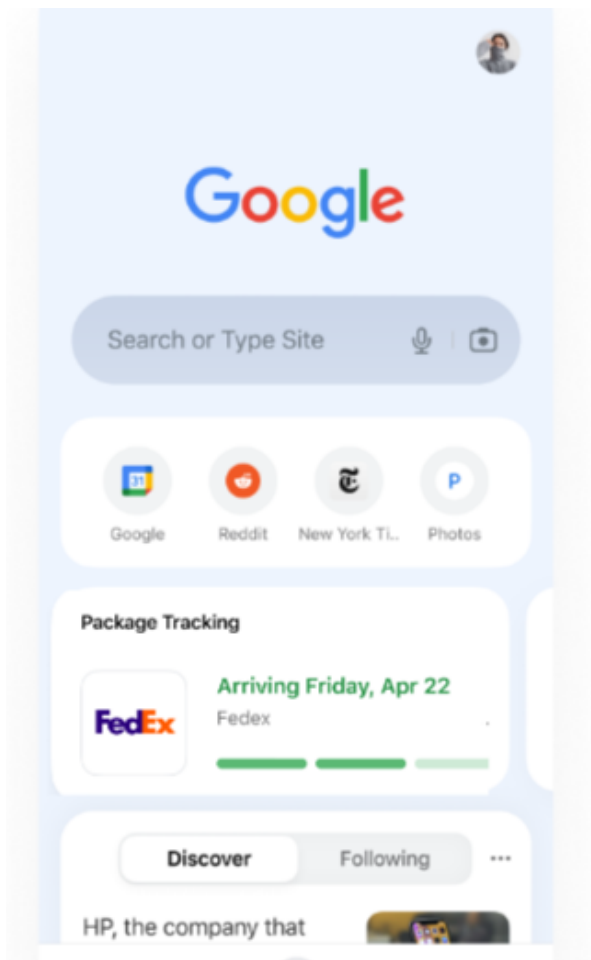 Google
Search or Type Site
31
P
Google
Reddit
New York Ti..
Photos
Package Tracking
FedEx
Arriving Friday, Apr 22
Fedex
Discover
Following
HP, the company that